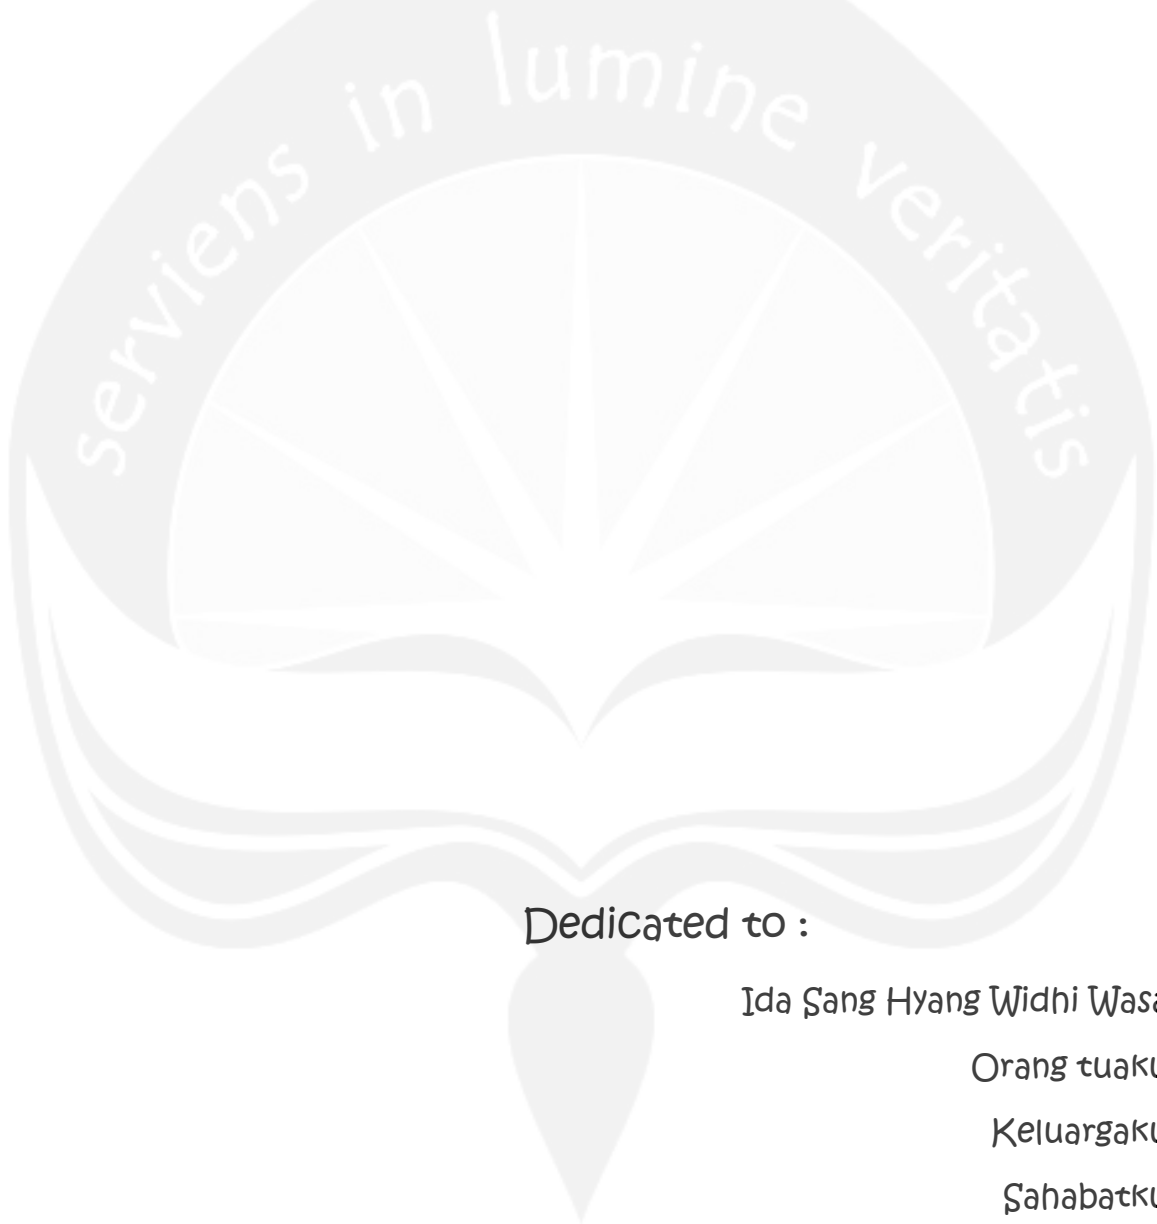 serviens in lumine veritatis
Dedicated to :
Ida Sang Hyang Widhi Wasa
Orang tuaku
Keluargaku
Sahabatku